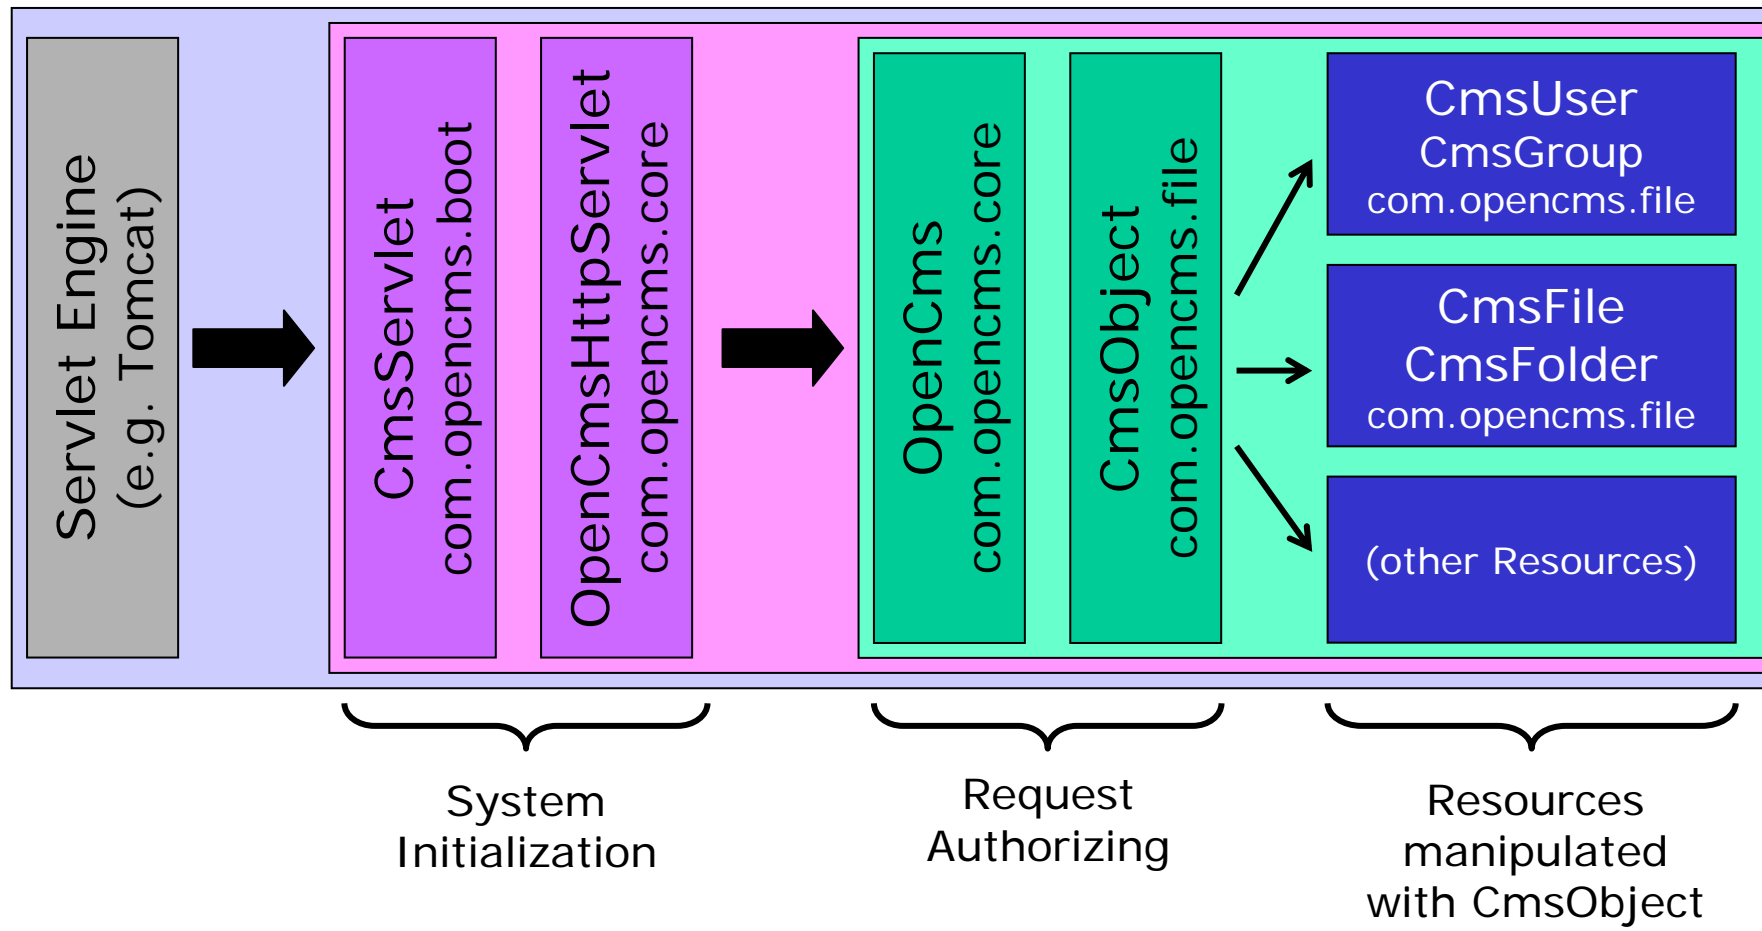 Servlet Engine
(e.g. Tomcat)
CmsServlet
com.opencms.boot
OpenCmsHttpServlet
com.opencms.core
OpenCms
com.opencms.core
CmsObject
com.opencms.file
CmsUser
CmsGroup
com.opencms.file
CmsFile
CmsFolder
com.opencms.file
(other Resources)
System
Initialization
Request
Authorizing
Resources
manipulated
with CmsObject